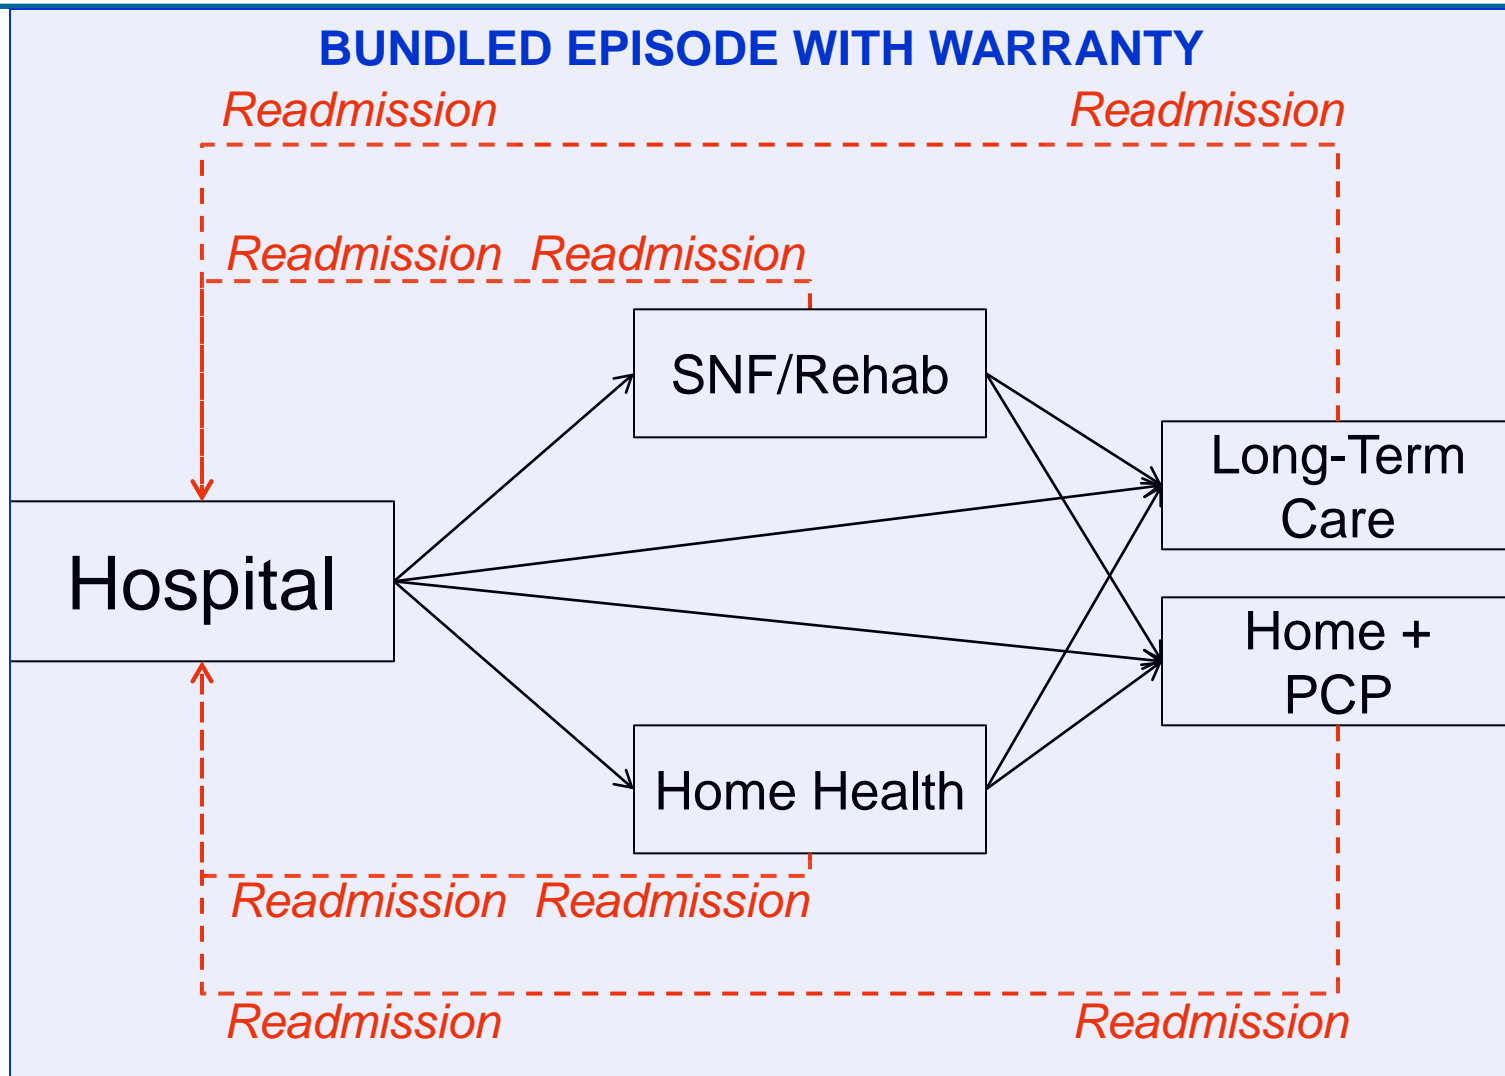 BUNDLED EPISODE WITH WARRANTY
Readmission Readmission
Readmission Readmission
SNF/Rehab
Long-Term
Care
Hospital
Home +
PCP
Home Health
Readmission Readmission
Readmission Readmission